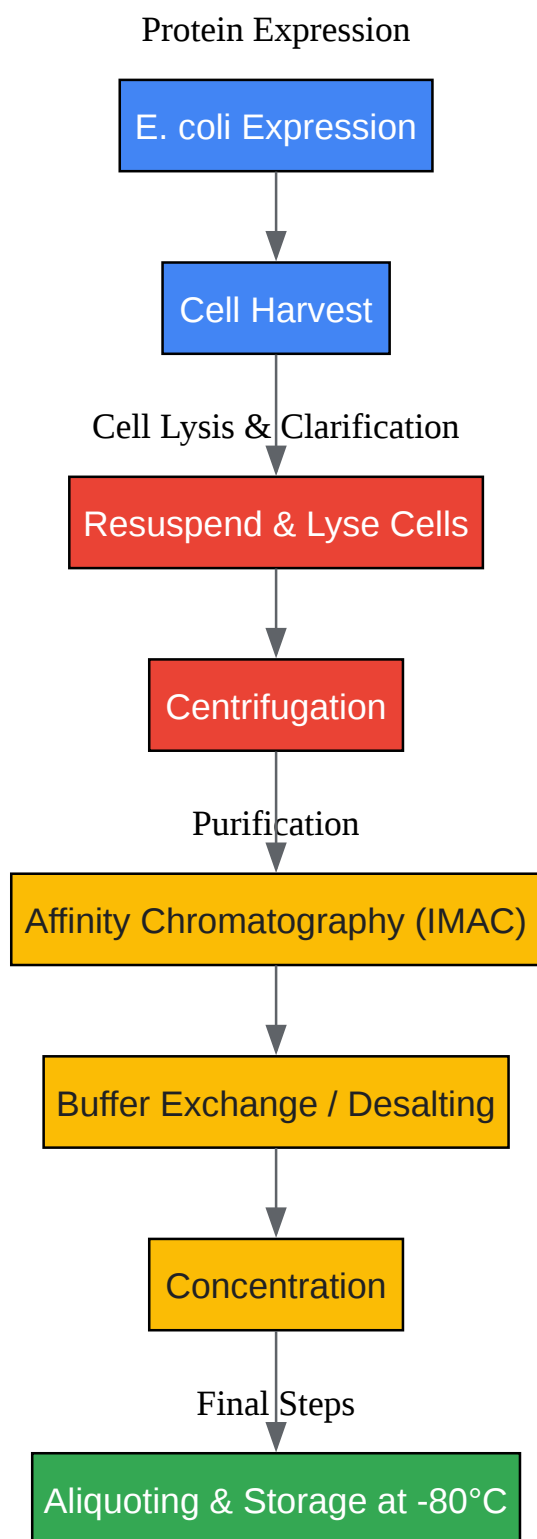 Protein Expression
E. coli Expression
Cell Harvest
Cell Lysis & Clarification
Resuspend & Lyse Cells
Centrifugation
Purification
Affinity Chromatography (IMAC)
Buffer Exchange / Desalting
Concentration
Final Steps
Aliquoting & Storage at -80°C